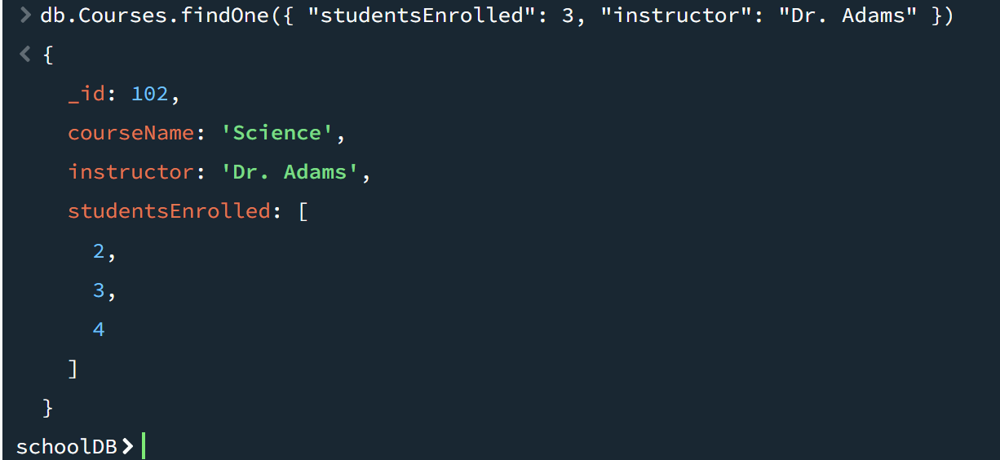 > db.Courses.findOne({ "studentsEnrolled": 3, "instructor": "Dr. Adams" })
< {
_id: 102,
courseName: 'Science',
instructor: 'Dr. Adams',
studentsEnrolled: [
2,
3,
4
]
}
schoolDB>